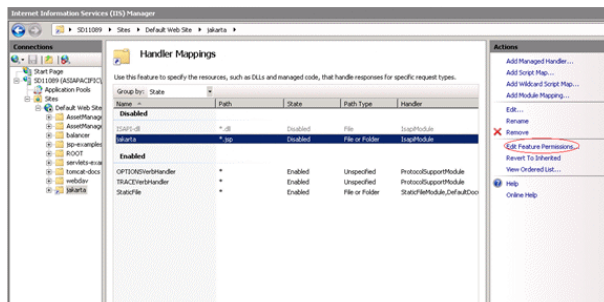 Internet Information Services (IIS) Manager
SD11089 Sites Default Web Site jakarta
Connections
Start Page
SD11089 (ASIAPACIFIC\
Application Pools
Sites
Default Web Site
AssetManag
AssetManag
balancer
jsp-examples
ROOT
servlets-exa
tomcat-docs
webdav
jakarta
Handler Mappings
Use this feature to specify the resources, such as DLLs and managed code, that handle responses for specific request types.
Group by: State
Name Path State Path Type Handler
Disabled
ISAPI-dll *.dll Disabled File IsapiModule
jakarta *.jsp Disabled File or Folder IsapiModule
Enabled
OPTIONSVerbHandler * Enabled Unspecified ProtocolSupportModule
TRACEVerbHandler * Enabled Unspecified ProtocolSupportModule
StaticFile * Enabled File or Folder StaticFileModule,DefaultDoc
Actions
Add Managed Handler...
Add Script Map...
Add Wildcard Script Map...
Add Module Mapping...
Edit...
Rename
Remove
Edit Feature Permissions...
Revert To Inherited
View Ordered List...
Help
Online Help